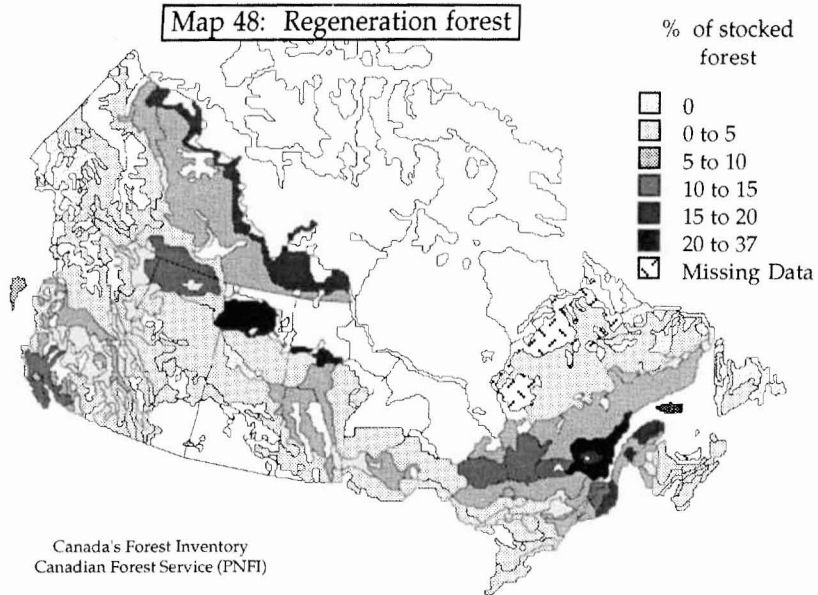 Map 48: Regeneration forest
% of stocked
forest
0
0 to 5
5 to 10
10 to 15
15 to 20
20 to 37
Missing Data
Canada's Forest Inventory
Canadian Forest Service (PNFI)